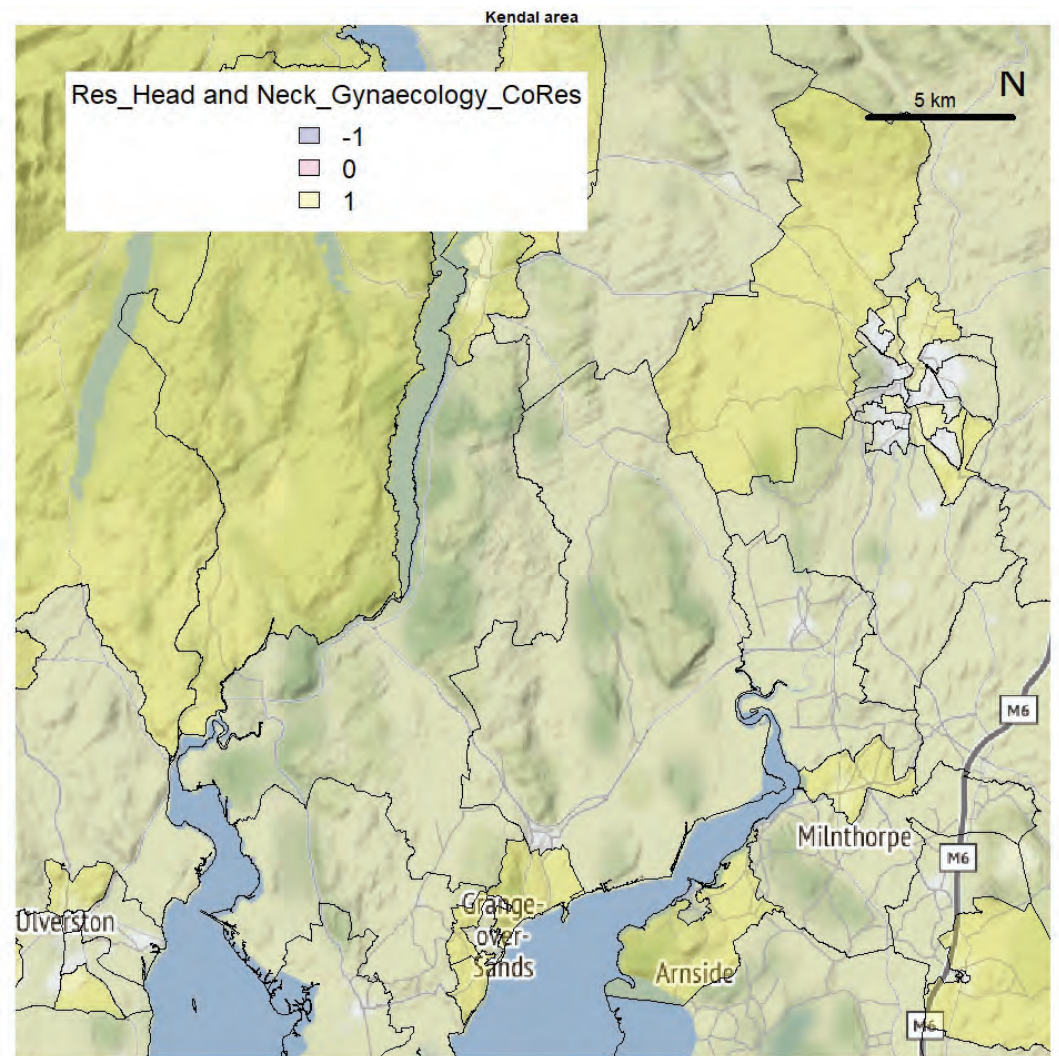 Kendal area
Res_Head and Neck_Gynaecology_CoRes
-1
0
1
5 km
N
M6
Milnthorpe
M6
Grange-
over-
Sands
Ulverston
Arnside
M6